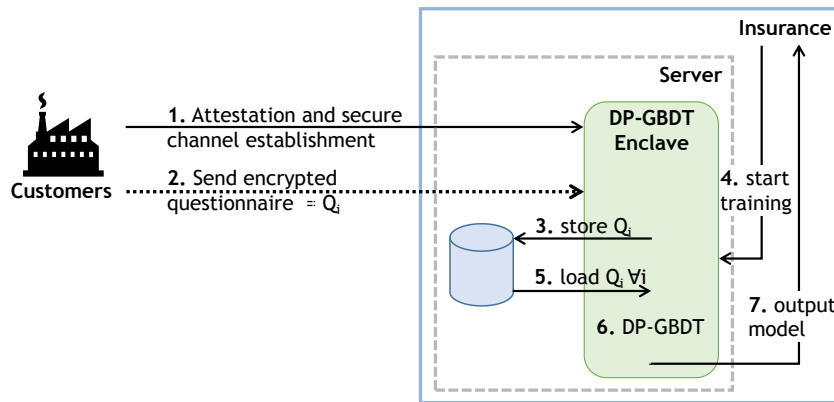 Insurance
Server
DP-GBDT
Enclave
Customers
1. Attestation and secure
channel establishment
2. Send encrypted
questionnaire = Qᵢ
3. store Qᵢ
4. start
training
5. load Qᵢ ∀i
6. DP-GBDT
7. output
model